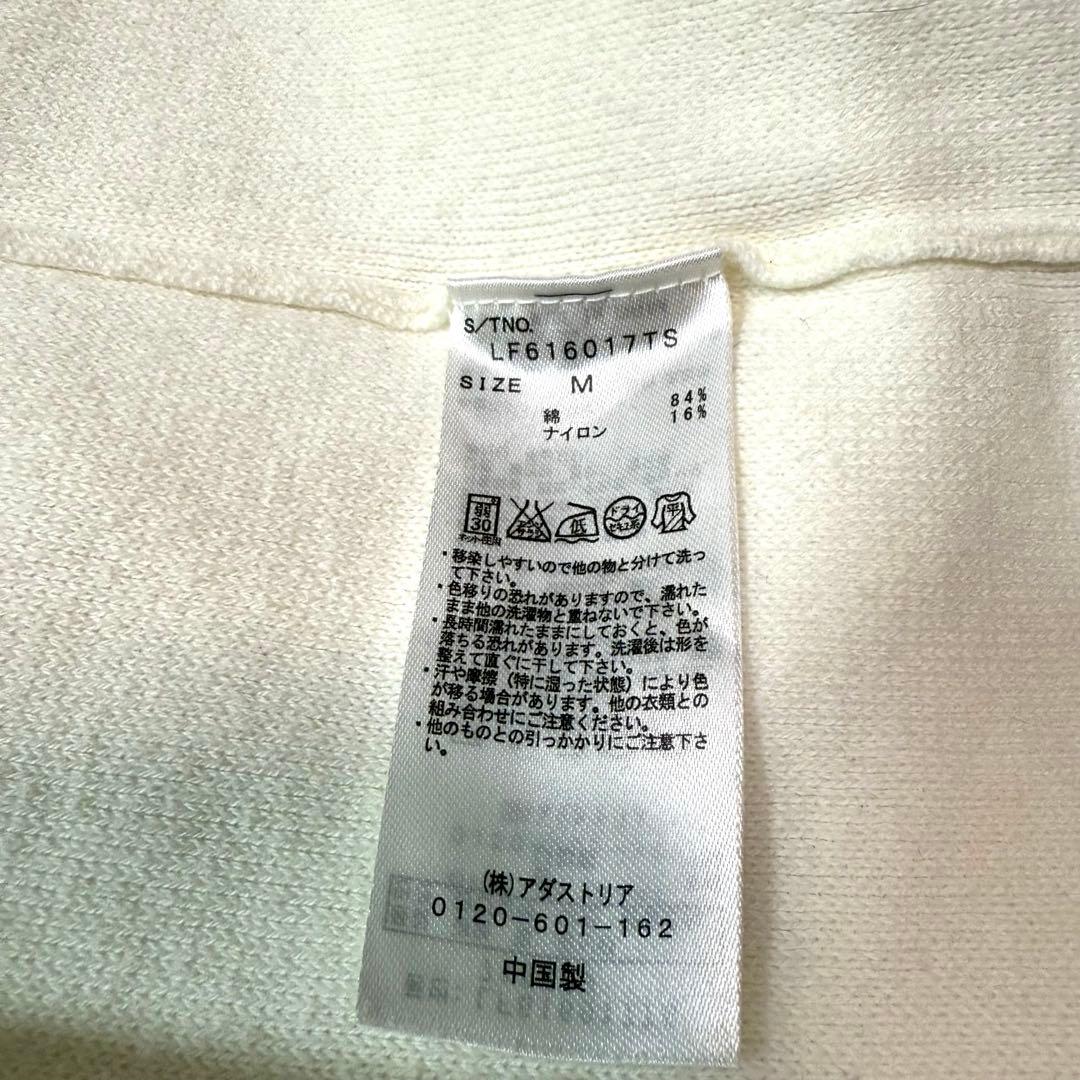 S/TNO.
LF616017TS
SIZE M
綿 84%
ナイロン 16%
弱 30 ドライ 平
低 セキユ系
・移染しやすいので他の物と分けて洗っ
て下さい。
・色移りの恐れがありますので、濡れた
まま他の洗濯物と重ねないで下さい。
・長時間濡れたままにしておくと、色が
落ちる恐れがあります。洗濯後は形を
整えて直ぐに干して下さい。
・汗や摩擦（特に湿った状態）により色
が移る場合があります。他の衣類との
組み合わせにご注意ください。
・他のものとの引っかかりにご注意下さ
い。
(株)アダストリア
0120-601-162
中国製